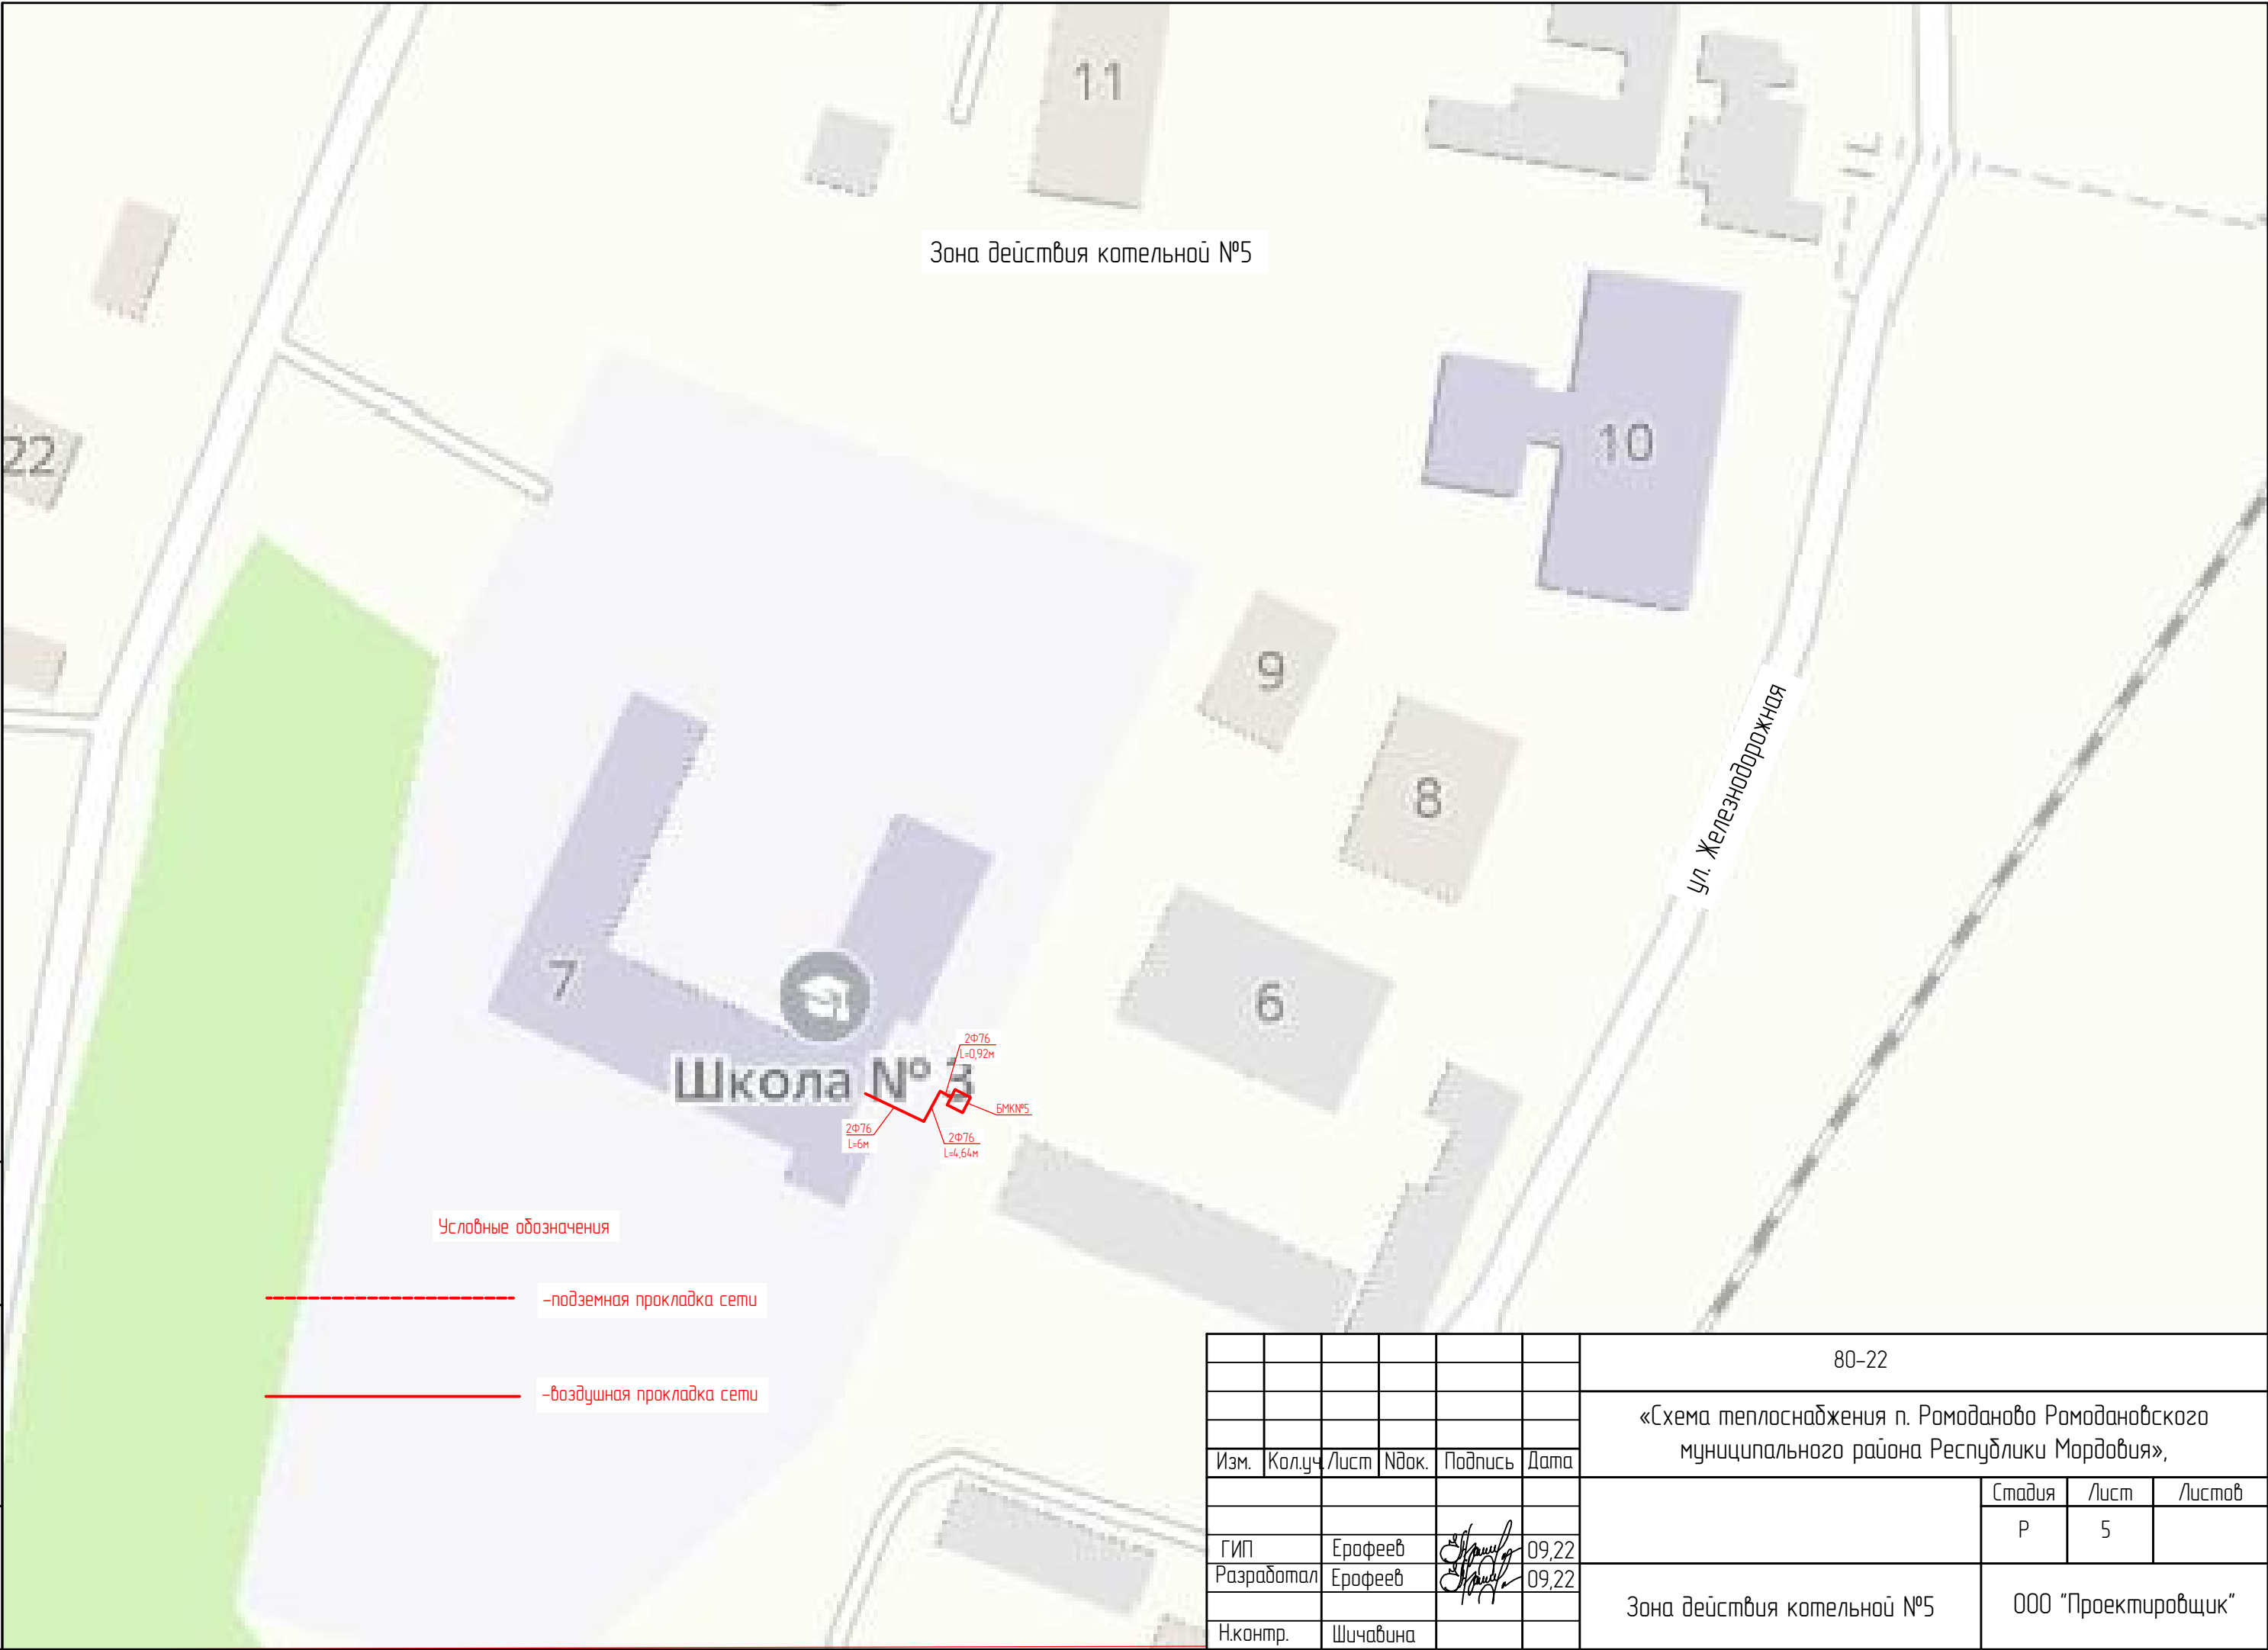 11
Зона действия котельной №5
22
10
9
8
ул. Железнодорожная
7
6
Школа № 3
2Ф76
L=0,92м
БМК№5
2Ф76
L=6м
2Ф76
L=4,64м
Условные обозначения
-подземная прокладка сети
-воздушная прокладка сети
80-22
«Схема теплоснабжения п. Ромоданово Ромодановского
муниципального района Республики Мордовия»,
Изм. Кол.уч Лист Nдок. Подпись Дата
Стадия Лист Листов
Р 5
ГИП Ерофеев 09,22
Разработал Ерофеев 09,22
Зона действия котельной №5
ООО "Проектировщик"
Н.контр. Шичавина